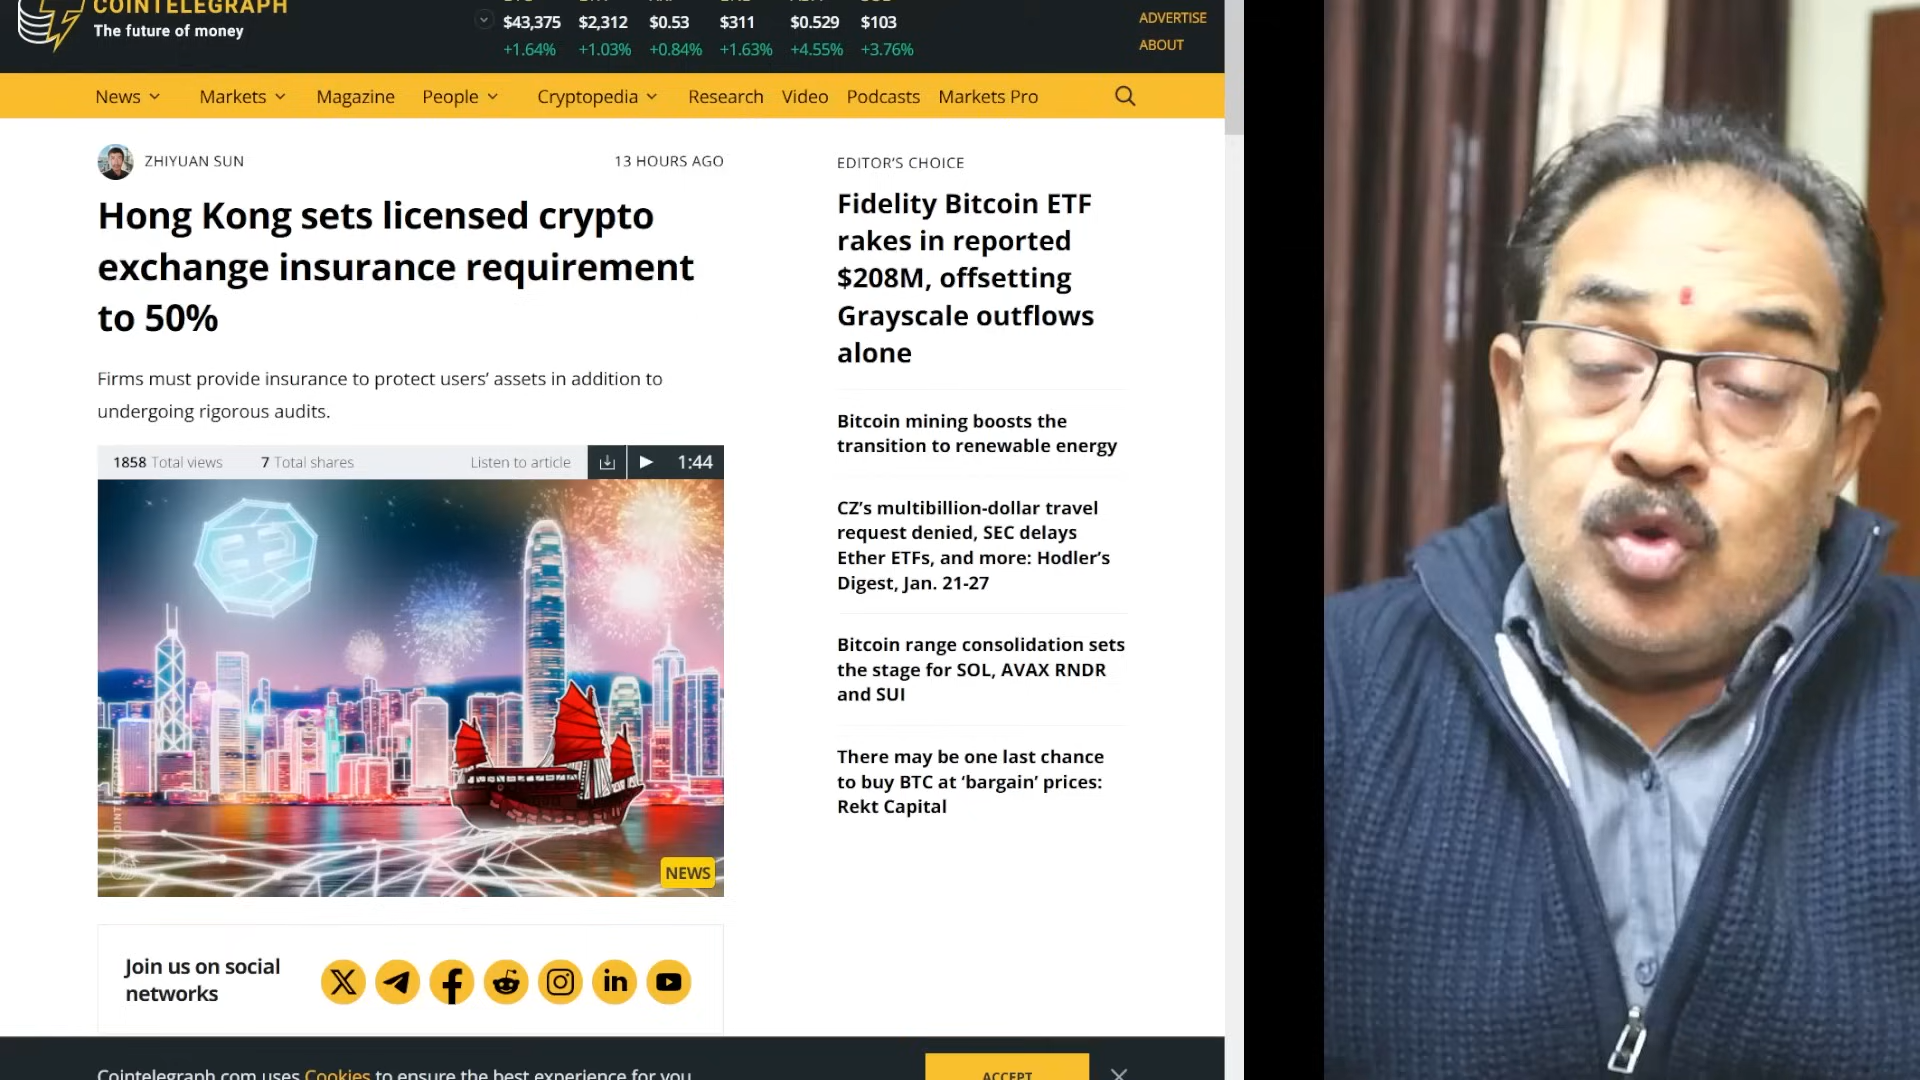 COINTELEGRAPH
The future of money
$43,375 $2,312 $0.53 $311 $0.529 $103
+1.64% +1.03% +0.84% +1.63% +4.55% +3.76%
ADVERTISE
ABOUT
News Markets Magazine People Cryptopedia Research Video Podcasts Markets Pro
ZHIYUAN SUN 13 HOURS AGO
Hong Kong sets licensed crypto
exchange insurance requirement
to 50%
Firms must provide insurance to protect users’ assets in addition to
undergoing rigorous audits.
1858 Total views 7 Total shares Listen to article 1:44
NEWS
Join us on social
networks
EDITOR’S CHOICE
Fidelity Bitcoin ETF
rakes in reported
$208M, offsetting
Grayscale outflows
alone
Bitcoin mining boosts the
transition to renewable energy
CZ’s multibillion-dollar travel
request denied, SEC delays
Ether ETFs, and more: Hodler’s
Digest, Jan. 21-27
Bitcoin range consolidation sets
the stage for SOL, AVAX RNDR
and SUI
There may be one last chance
to buy BTC at ‘bargain’ prices:
Rekt Capital
Cointelegraph.com uses Cookies to ensure the best experience for you
ACCEPT